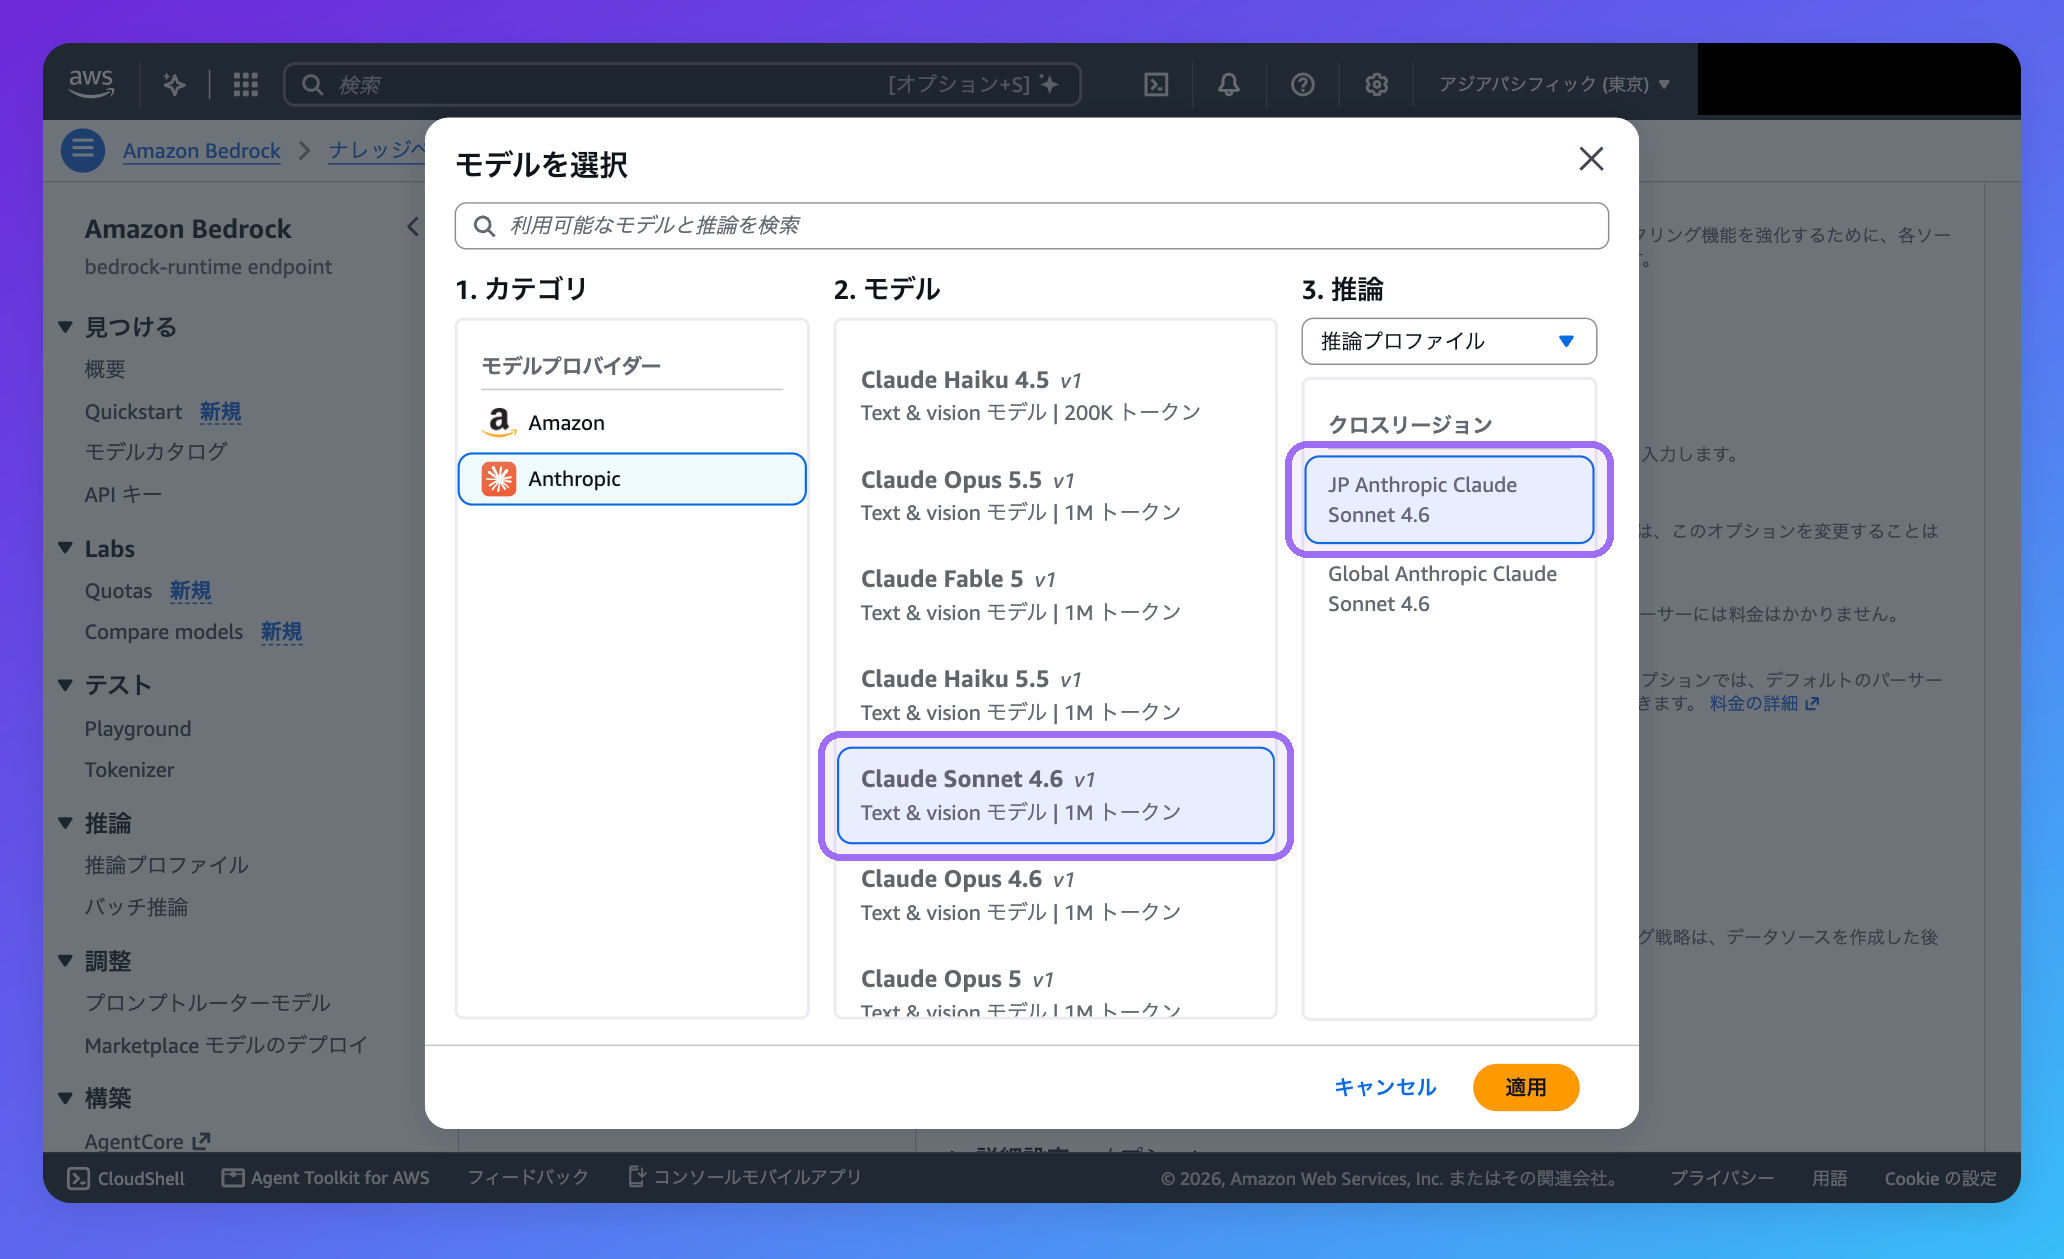 aws
検索
[オプション+S]
アジアパシフィック (東京) ▼
Amazon Bedrock
ナレッジベ
Amazon Bedrock
bedrock-runtime endpoint
見つける
概要
Quickstart 新規
モデルカタログ
API キー
Labs
Quotas 新規
Compare models 新規
テスト
Playground
Tokenizer
推論
推論プロファイル
バッチ推論
調整
プロンプトルーターモデル
Marketplace モデルのデプロイ
構築
AgentCore
モデルを選択
利用可能なモデルと推論を検索
1. カテゴリ
モデルプロバイダー
Amazon
Anthropic
2. モデル
Claude Haiku 4.5 v1
Text & vision モデル | 200K トークン
Claude Opus 5.5 v1
Text & vision モデル | 1M トークン
Claude Fable 5 v1
Text & vision モデル | 1M トークン
Claude Haiku 5.5 v1
Text & vision モデル | 1M トークン
Claude Sonnet 4.6 v1
Text & vision モデル | 1M トークン
Claude Opus 4.6 v1
Text & vision モデル | 1M トークン
Claude Opus 5 v1
Text & vision モデル | 1M トークン
3. 推論
推論プロファイル
クロスリージョン
JP Anthropic Claude
Sonnet 4.6
Global Anthropic Claude
Sonnet 4.6
キャンセル
適用
リング機能を強化するために、各ソー
。
入力します。
は、このオプションを変更することは
ーサーには料金はかかりません。
プションでは、デフォルトのパーサー
きます。 料金の詳細
グ戦略は、データソースを作成した後
CloudShell
Agent Toolkit for AWS
フィードバック
コンソールモバイルアプリ
© 2026, Amazon Web Services, Inc. またはその関連会社。
プライバシー
用語
Cookie の設定